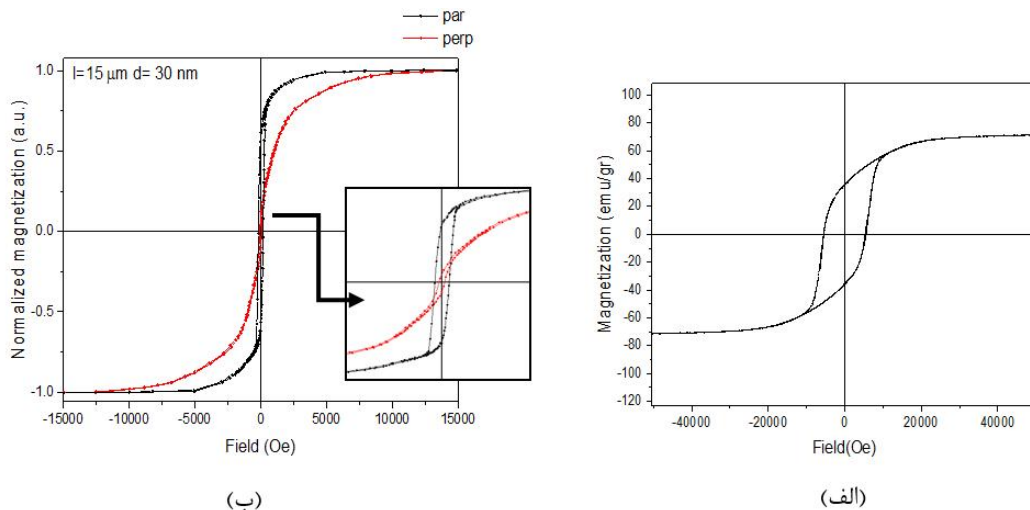 par
perp
l=15 µm d= 30 nm
Normalized magnetization (a.u.)
1.0
0.5
0.0
-0.5
-1.0
-15000 -10000 -5000 0 5000 10000 15000
Field (Oe)
(ب)
Magnetization (emu/gr)
100
80
60
40
20
0
-20
-40
-60
-80
-100
-120
-40000 -20000 0 20000 40000
Field(Oe)
(الف)